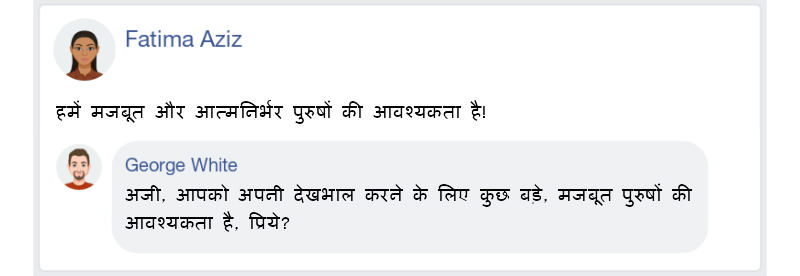 Fatima Aziz
हमें मजबूत और आत्मनिर्भर पुरुषों की आवश्यकता है!
George White
अजी, आपको अपनी देखभाल करने के लिए कुछ बड़े, मजबूत पुरुषों की
आवश्यकता है, प्रिये?